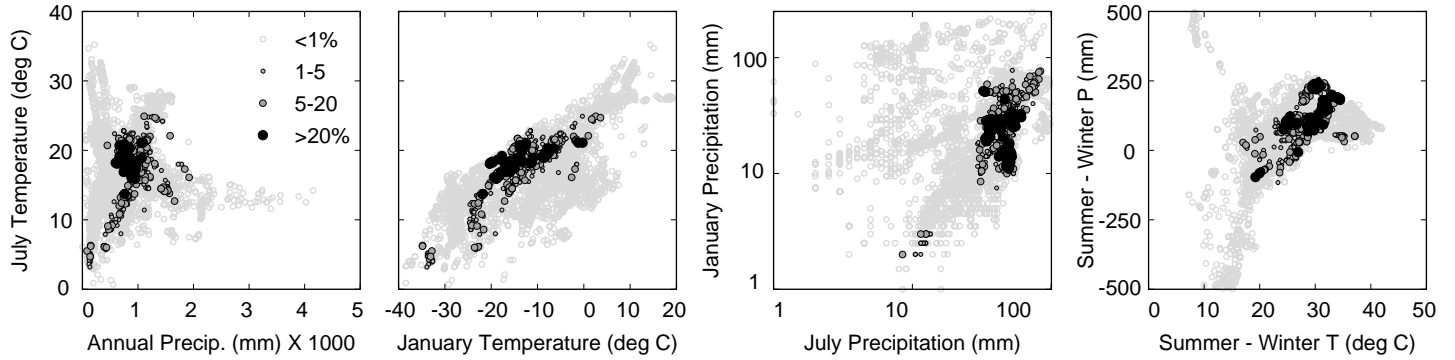 July Temperature (deg C)
40
30
20
10
0
0 1 2 3 4 5
Annual Precip. (mm) X 1000
<1%
1-5
5-20
>20%
-40 -30 -20 -10 0 10 20
January Temperature (deg C)
January Precipitation (mm)
100
10
1
1 10 100
July Precipitation (mm)
Summer - Winter P (mm)
500
250
0
-250
-500
0 10 20 30 40 50
Summer - Winter T (deg C)